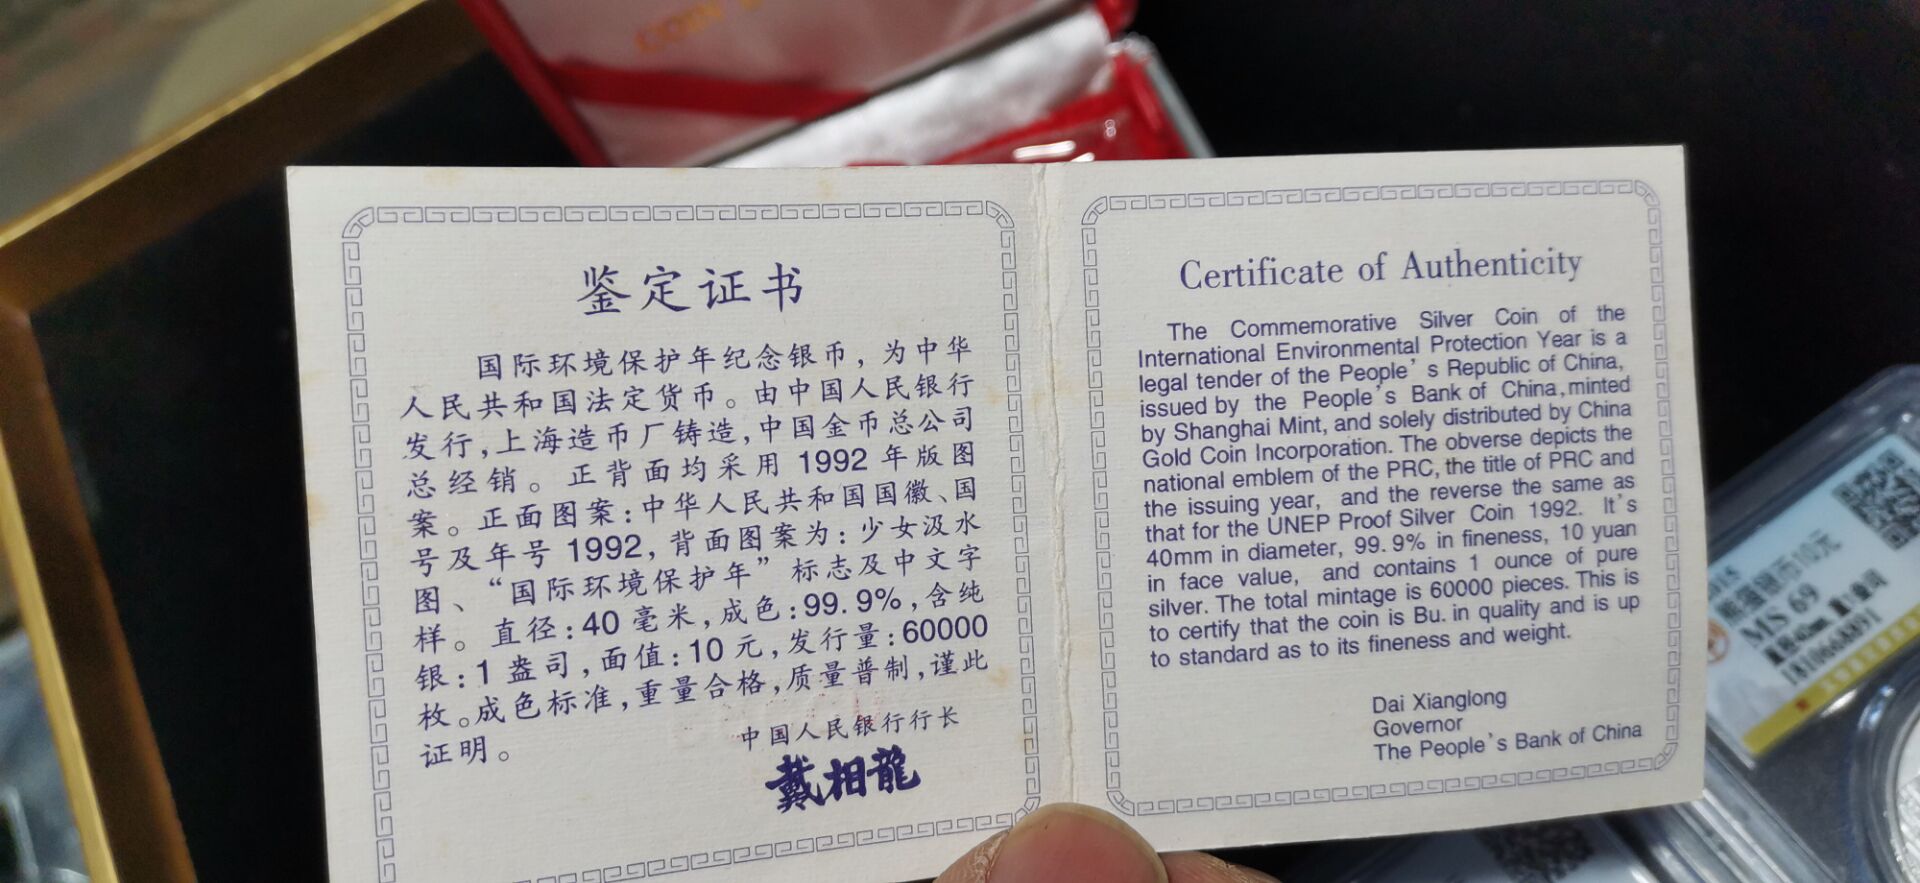 COIN
鉴定证书
国际环境保护年纪念银币，为中华
人民共和国法定货币。由中国人民银行
发行，上海造币厂铸造，中国金币总公司
总经销。正背面均采用1992年版图
案。正面图案：中华人民共和国国徽、国
号及年号1992，背面图案为：少女汲水
图、“国际环境保护年”标志及中文字
样。直径：40毫米，成色：99.9%，含纯
银：1盎司，面值：10元，发行量：60000
枚。成色标准，重量合格，质量普制，谨此
证明。
中国人民银行行长
戴相龍
Certificate of Authenticity
The Commemorative Silver Coin of the
International Environmental Protection Year is a
legal tender of the People's Republic of China,
issued by the People's Bank of China, minted
by Shanghai Mint, and solely distributed by China
Gold Coin Incorporation. The obverse depicts the
national emblem of the PRC, the title of PRC and
the issuing year, and the reverse the same as
that for the UNEP Proof Silver Coin 1992. It's
40mm in diameter, 99.9% in fineness, 10 yuan
in face value, and contains 1 ounce of pure
silver. The total mintage is 60000 pieces. This is
to certify that the coin is Bu. in quality and is up
to standard as to its fineness and weight.
Dai Xianglong
Governor
The People's Bank of China
熊猫银币10元
MS 69
1810668891